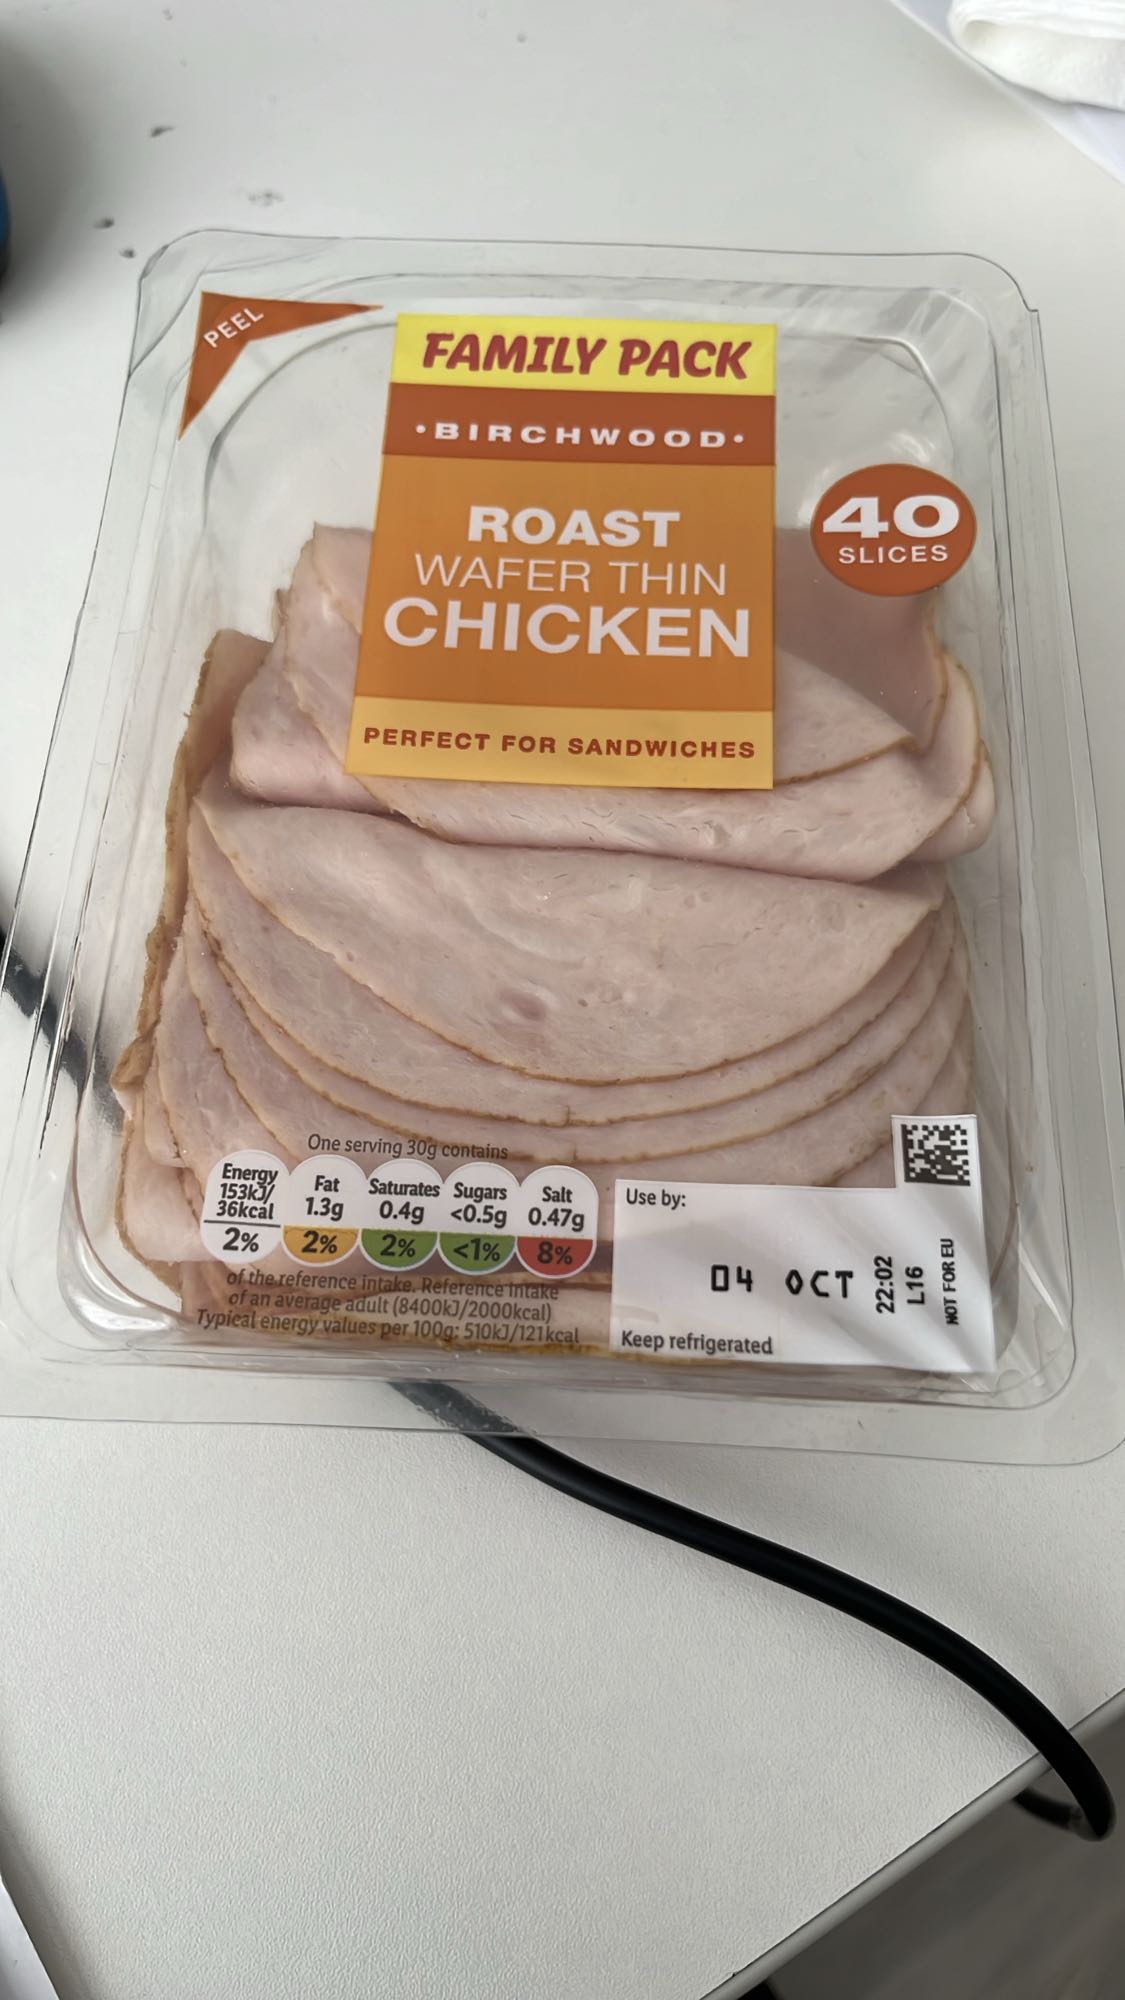 PEEL
FAMILY PACK
•BIRCHWOOD•
ROAST
WAFER THIN
CHICKEN
PERFECT FOR SANDWICHES
40
SLICES
One serving 30g contains
Energy
153kJ/
36kcal
2%
Fat
1.3g
2%
Saturates
0.4g
2%
Sugars
<0.5g
<1%
Salt
0.47g
8%
of the reference intake. Reference intake
of an average adult (8400kJ/2000kcal)
Typical energy values per 100g: 510kJ/121kcal
Use by:
04 OCT
22:02
L16
NOT FOR EU
Keep refrigerated